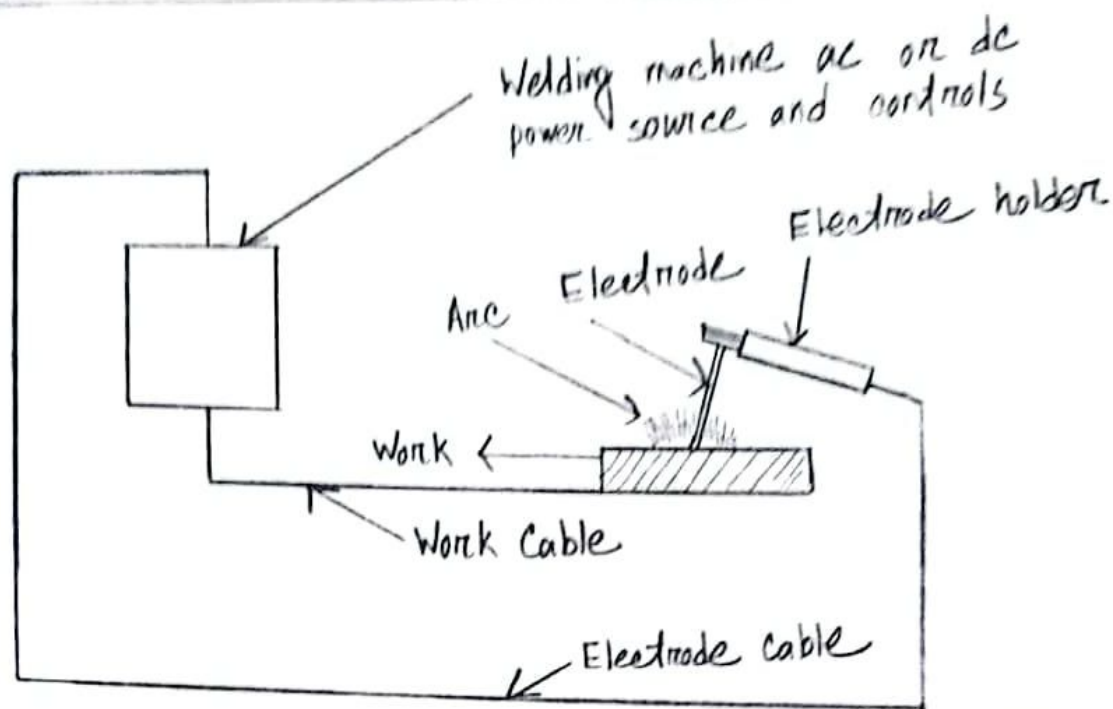 Welding machine ac or dc
power source and controls
Electrode holder
Electrode
Arc
Work
Work Cable
Electrode cable